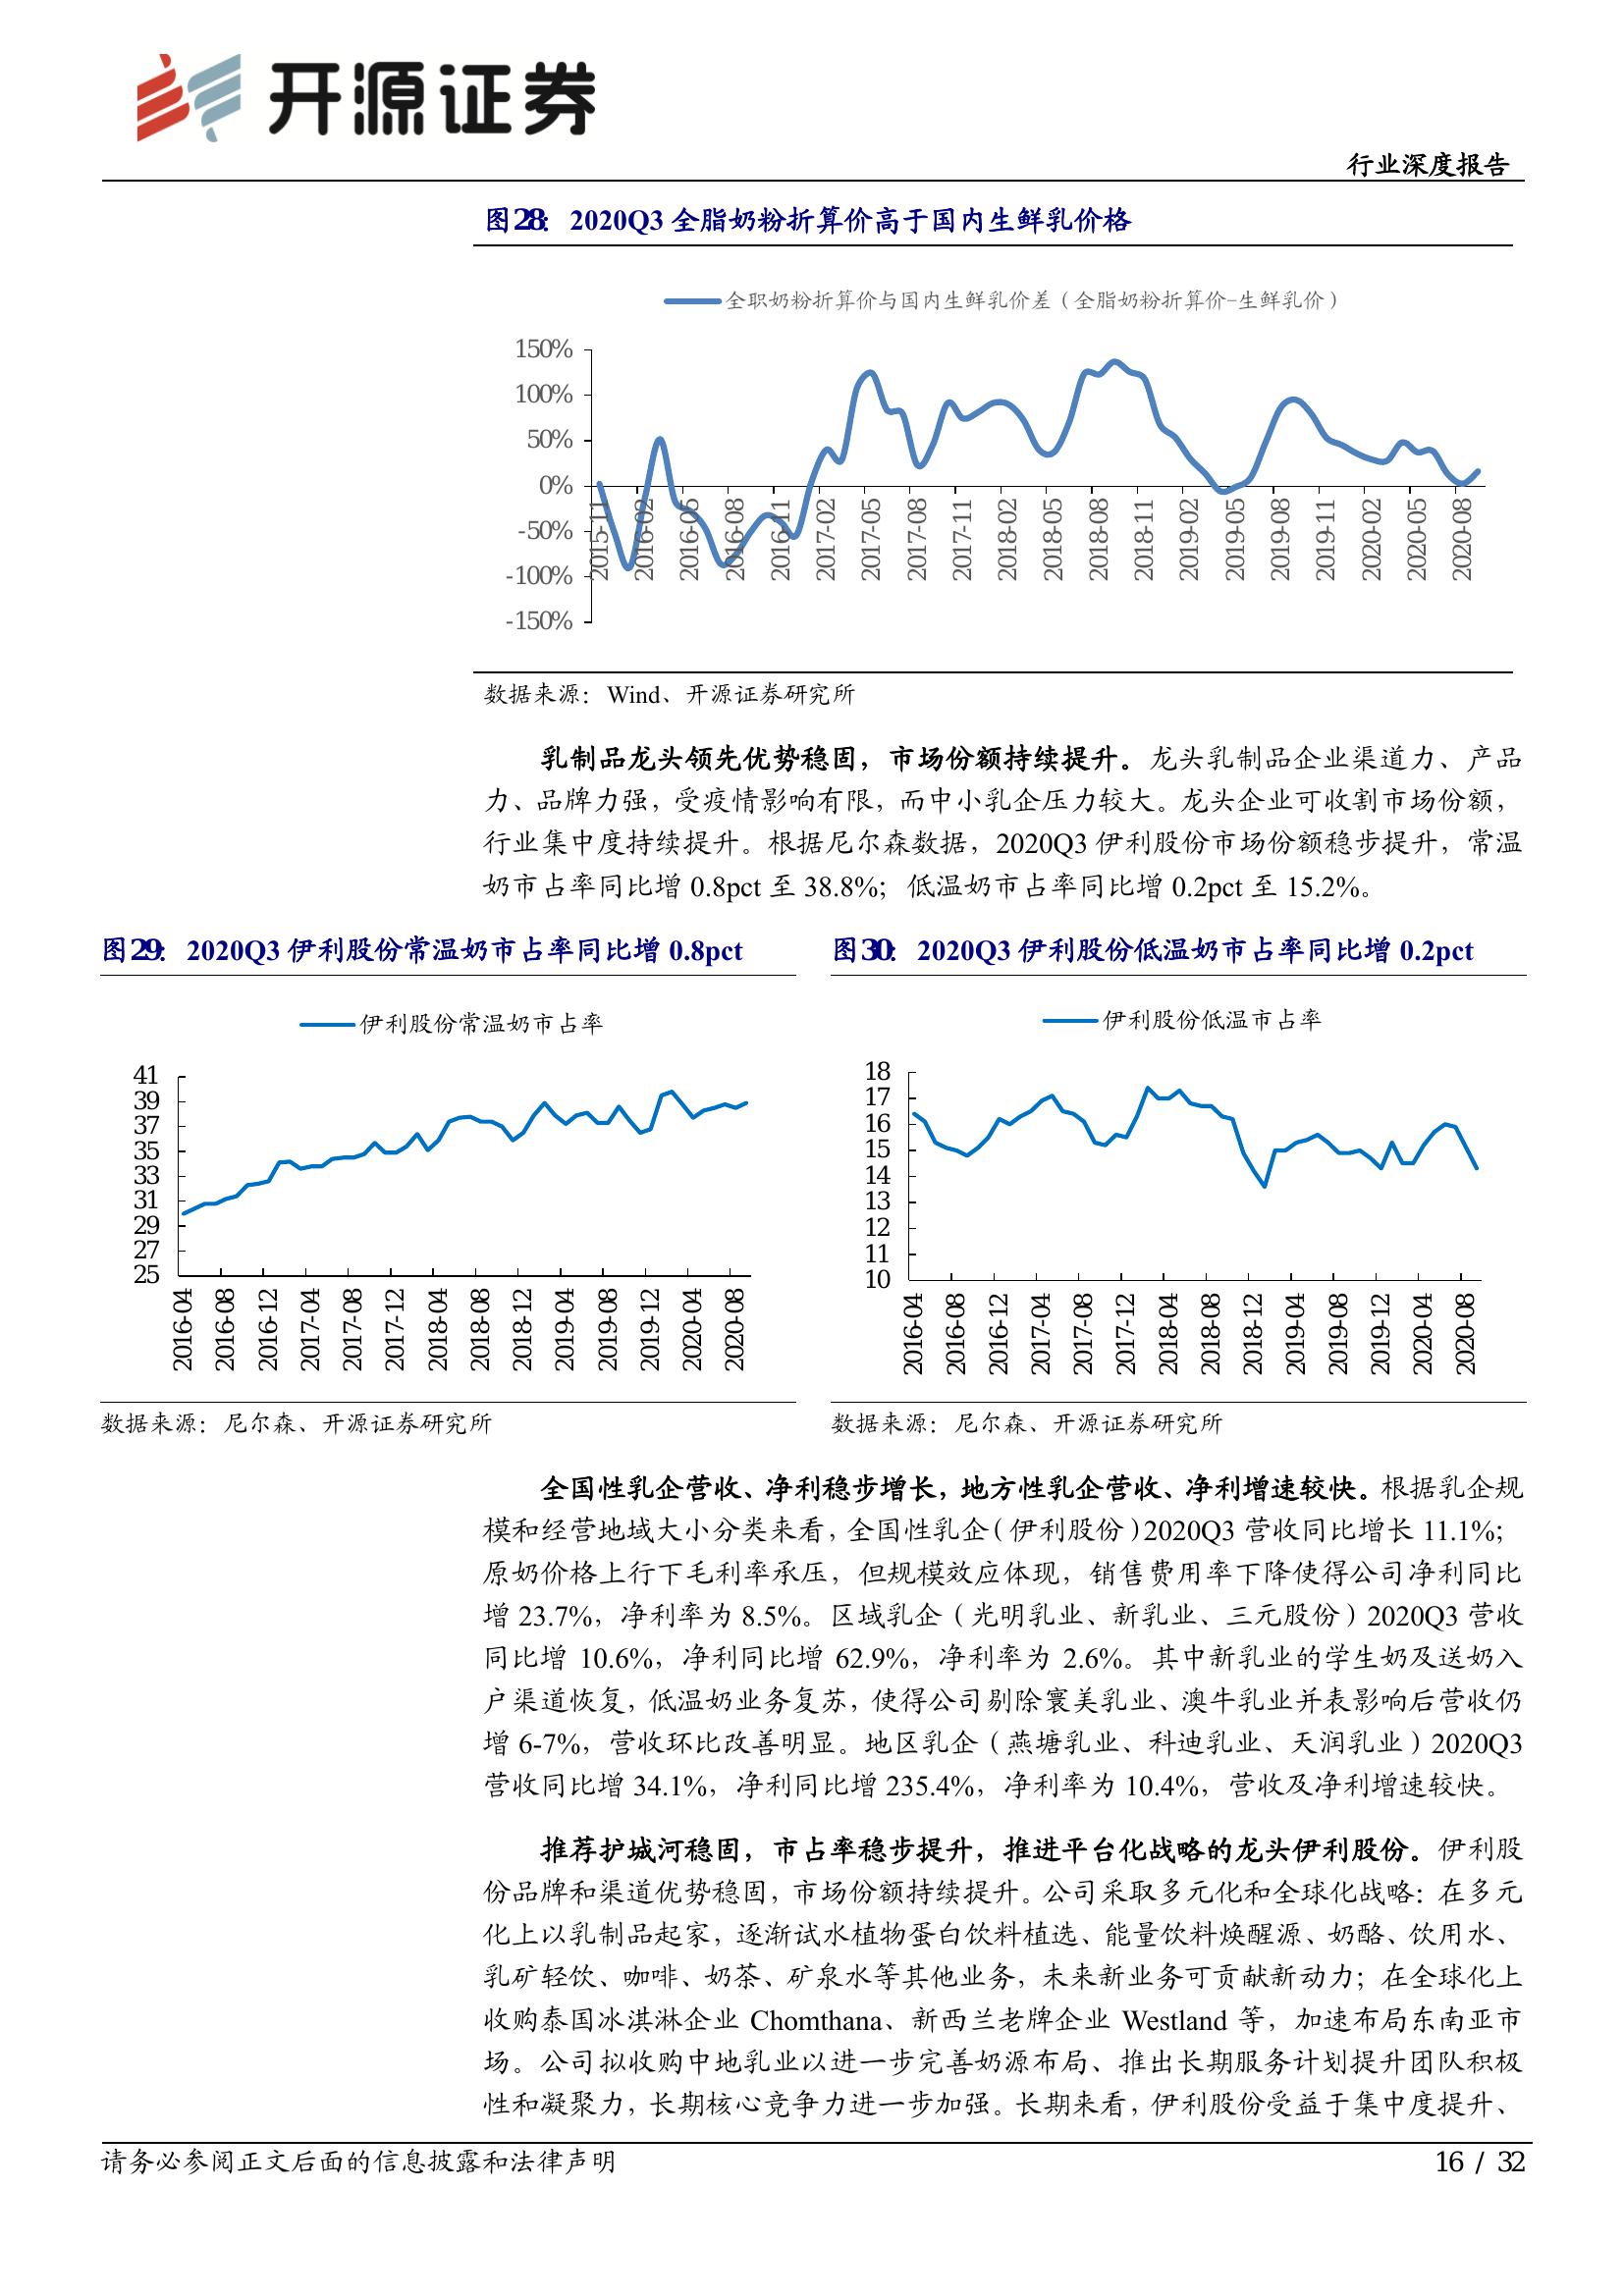 开源证券
行业深度报告
图28：2020Q3 全脂奶粉折算价高于国内生鲜乳价格
全职奶粉折算价与国内生鲜乳价差（全脂奶粉折算价-生鲜乳价）
150%
100%
50%
0%
-50%
-100%
-150%
2015-11
2016-02
2016-05
2016-08
2016-11
2017-02
2017-05
2017-08
2017-11
2018-02
2018-05
2018-08
2018-11
2019-02
2019-05
2019-08
2019-11
2020-02
2020-05
2020-08
数据来源：Wind、开源证券研究所
乳制品龙头领先优势稳固，市场份额持续提升。龙头乳制品企业渠道力、产品
力、品牌力强，受疫情影响有限，而中小乳企压力较大。龙头企业可收割市场份额，
行业集中度持续提升。根据尼尔森数据，2020Q3 伊利股份市场份额稳步提升，常温
奶市占率同比增 0.8pct 至 38.8%；低温奶市占率同比增 0.2pct 至 15.2%。
图29：2020Q3 伊利股份常温奶市占率同比增 0.8pct
伊利股份常温奶市占率
41
39
37
35
33
31
29
27
25
2016-04
2016-08
2016-12
2017-04
2017-08
2017-12
2018-04
2018-08
2018-12
2019-04
2019-08
2019-12
2020-04
2020-08
数据来源：尼尔森、开源证券研究所
图30：2020Q3 伊利股份低温奶市占率同比增 0.2pct
伊利股份低温市占率
18
17
16
15
14
13
12
11
10
2016-04
2016-08
2016-12
2017-04
2017-08
2017-12
2018-04
2018-08
2018-12
2019-04
2019-08
2019-12
2020-04
2020-08
数据来源：尼尔森、开源证券研究所
全国性乳企营收、净利稳步增长，地方性乳企营收、净利增速较快。根据乳企规
模和经营地域大小分类来看，全国性乳企（伊利股份）2020Q3 营收同比增长 11.1%；
原奶价格上行下毛利率承压，但规模效应体现，销售费用率下降使得公司净利同比
增 23.7%，净利率为 8.5%。区域乳企（光明乳业、新乳业、三元股份）2020Q3 营收
同比增 10.6%，净利同比增 62.9%，净利率为 2.6%。其中新乳业的学生奶及送奶入
户渠道恢复，低温奶业务复苏，使得公司剔除寰美乳业、澳牛乳业并表影响后营收仍
增 6-7%，营收环比改善明显。地区乳企（燕塘乳业、科迪乳业、天润乳业）2020Q3
营收同比增 34.1%，净利同比增 235.4%，净利率为 10.4%，营收及净利增速较快。
推荐护城河稳固，市占率稳步提升，推进平台化战略的龙头伊利股份。伊利股
份品牌和渠道优势稳固，市场份额持续提升。公司采取多元化和全球化战略：在多元
化上以乳制品起家，逐渐试水植物蛋白饮料植选、能量饮料焕醒源、奶酪、饮用水、
乳矿轻饮、咖啡、奶茶、矿泉水等其他业务，未来新业务可贡献新动力；在全球化上
收购泰国冰淇淋企业 Chomthana、新西兰老牌企业 Westland 等，加速布局东南亚市
场。公司拟收购中地乳业以进一步完善奶源布局、推出长期服务计划提升团队积极
性和凝聚力，长期核心竞争力进一步加强。长期来看，伊利股份受益于集中度提升、
请务必参阅正文后面的信息披露和法律声明
16 / 32